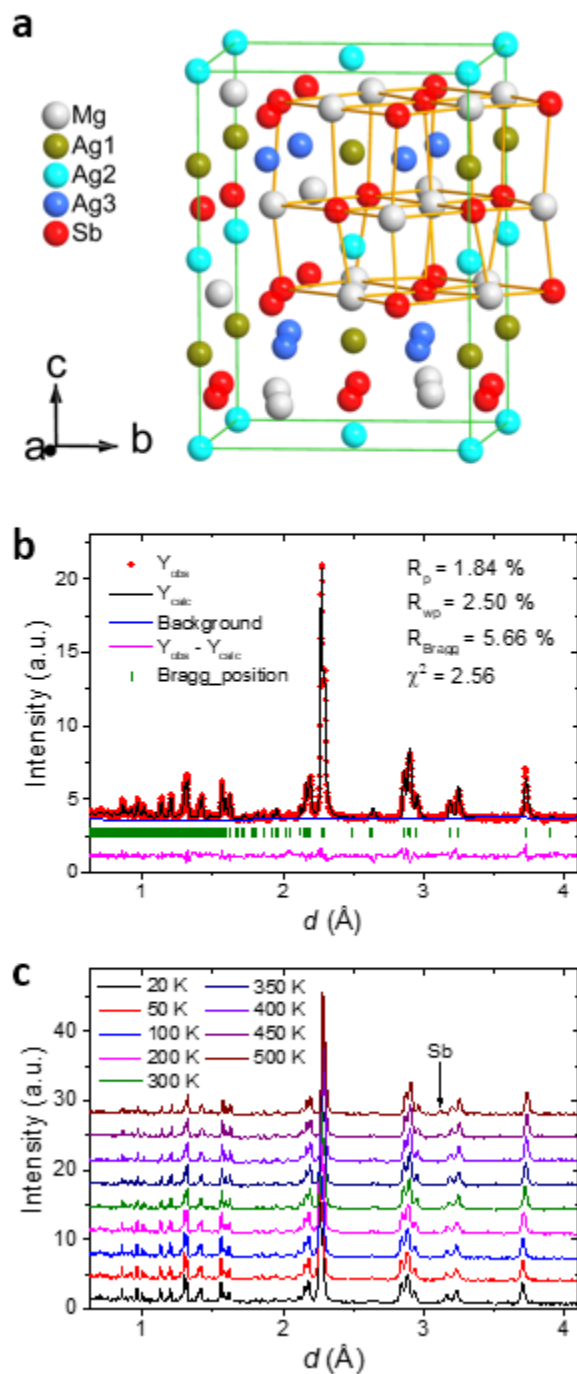 a
Mg
Ag1
Ag2
Ag3
Sb
c
a
b
b
Y_obs
Y_calc
Background
Y_obs - Y_calc
Bragg_position
R_p = 1.84 %
R_wp = 2.50 %
R_Bragg = 5.66 %
χ² = 2.56
Intensity (a.u.)
20
15
10
5
0
1
2
3
4
d (Å)
c
20 K
50 K
100 K
200 K
300 K
350 K
400 K
450 K
500 K
Sb
Intensity (a.u.)
40
30
20
10
0
1
2
3
4
d (Å)